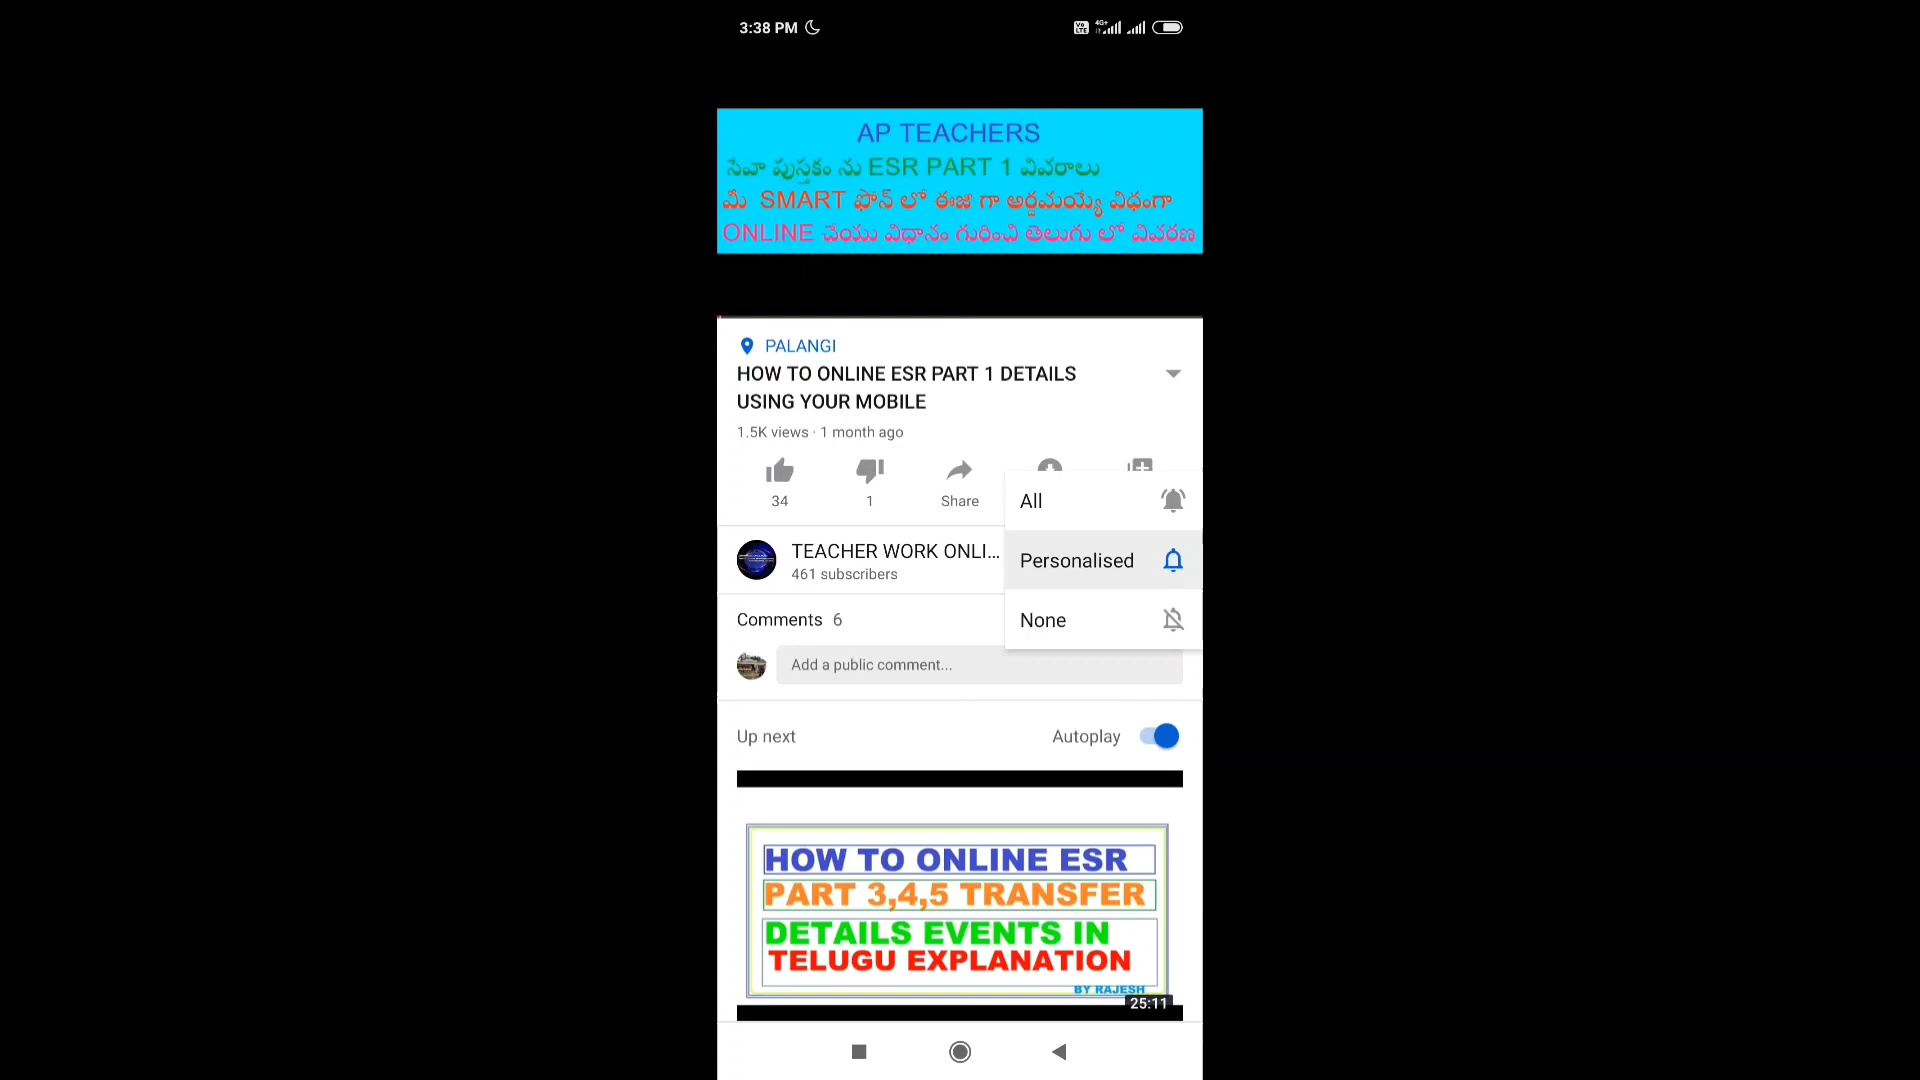 3:38 PM
Vo LTE 4G+
AP TEACHERS
సేవా పుస్తకం ను ESR PART 1 వివరాలు
మీ SMART ఫోన్ లో ఈజీ గా అర్థమయ్యే విధంగా
ONLINE చేయు విధానం గురించి తెలుగు లో వివరణ
PALANGI
HOW TO ONLINE ESR PART 1 DETAILS
USING YOUR MOBILE
1.5K views · 1 month ago
34
1
Share
All
TEACHER WORK ONLI...
461 subscribers
Personalised
None
Comments 6
Add a public comment...
Up next
Autoplay
HOW TO ONLINE ESR
PART 3,4,5 TRANSFER
DETAILS EVENTS IN
TELUGU EXPLANATION
BY RAJESH
25:11